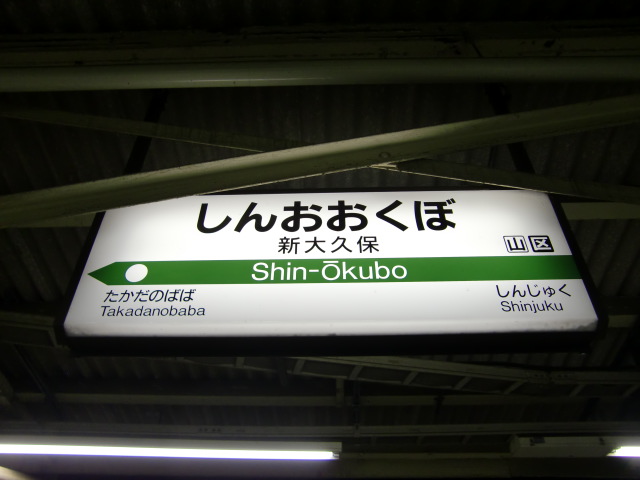 しんおおくぼ
新大久保
山 区
Shin-Ōkubo
たかだのばば
Takadanobaba
しんじゅく
Shinjuku